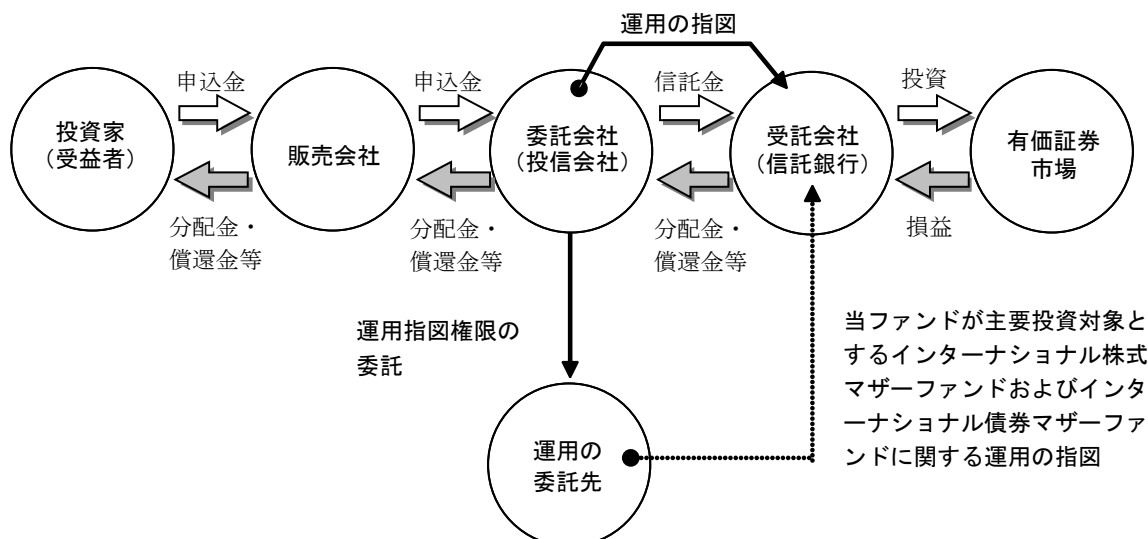 運用の指図
申込金
申込金
信託金
投資
投資家
（受益者）
販売会社
委託会社
（投信会社）
受託会社
（信託銀行）
有価証券
市場
分配金・
償還金等
分配金・
償還金等
分配金・
償還金等
損益
運用指図権限の
委託
当ファンドが主要投資対象と
するインターナショナル株式
マザーファンドおよびインタ
ーナショナル債券マザーファ
ンドに関する運用の指図
運用の
委託先